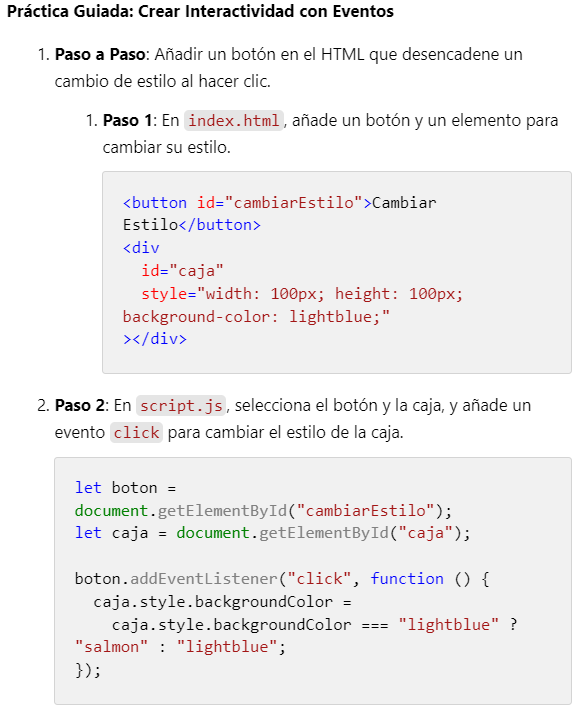 Práctica Guiada: Crear Interactividad con Eventos
1. Paso a Paso: Añadir un botón en el HTML que desencadene un
cambio de estilo al hacer clic.
1. Paso 1: En index.html, añade un botón y un elemento para
cambiar su estilo.
<button id="cambiarEstilo">Cambiar
Estilo</button>
<div
  id="caja"
  style="width: 100px; height: 100px;
background-color: lightblue;"
></div>
2. Paso 2: En script.js, selecciona el botón y la caja, y añade un
evento click para cambiar el estilo de la caja.
let boton =
document.getElementById("cambiarEstilo");
let caja = document.getElementById("caja");

boton.addEventListener("click", function () {
  caja.style.backgroundColor =
    caja.style.backgroundColor === "lightblue" ?
"salmon" : "lightblue";
});